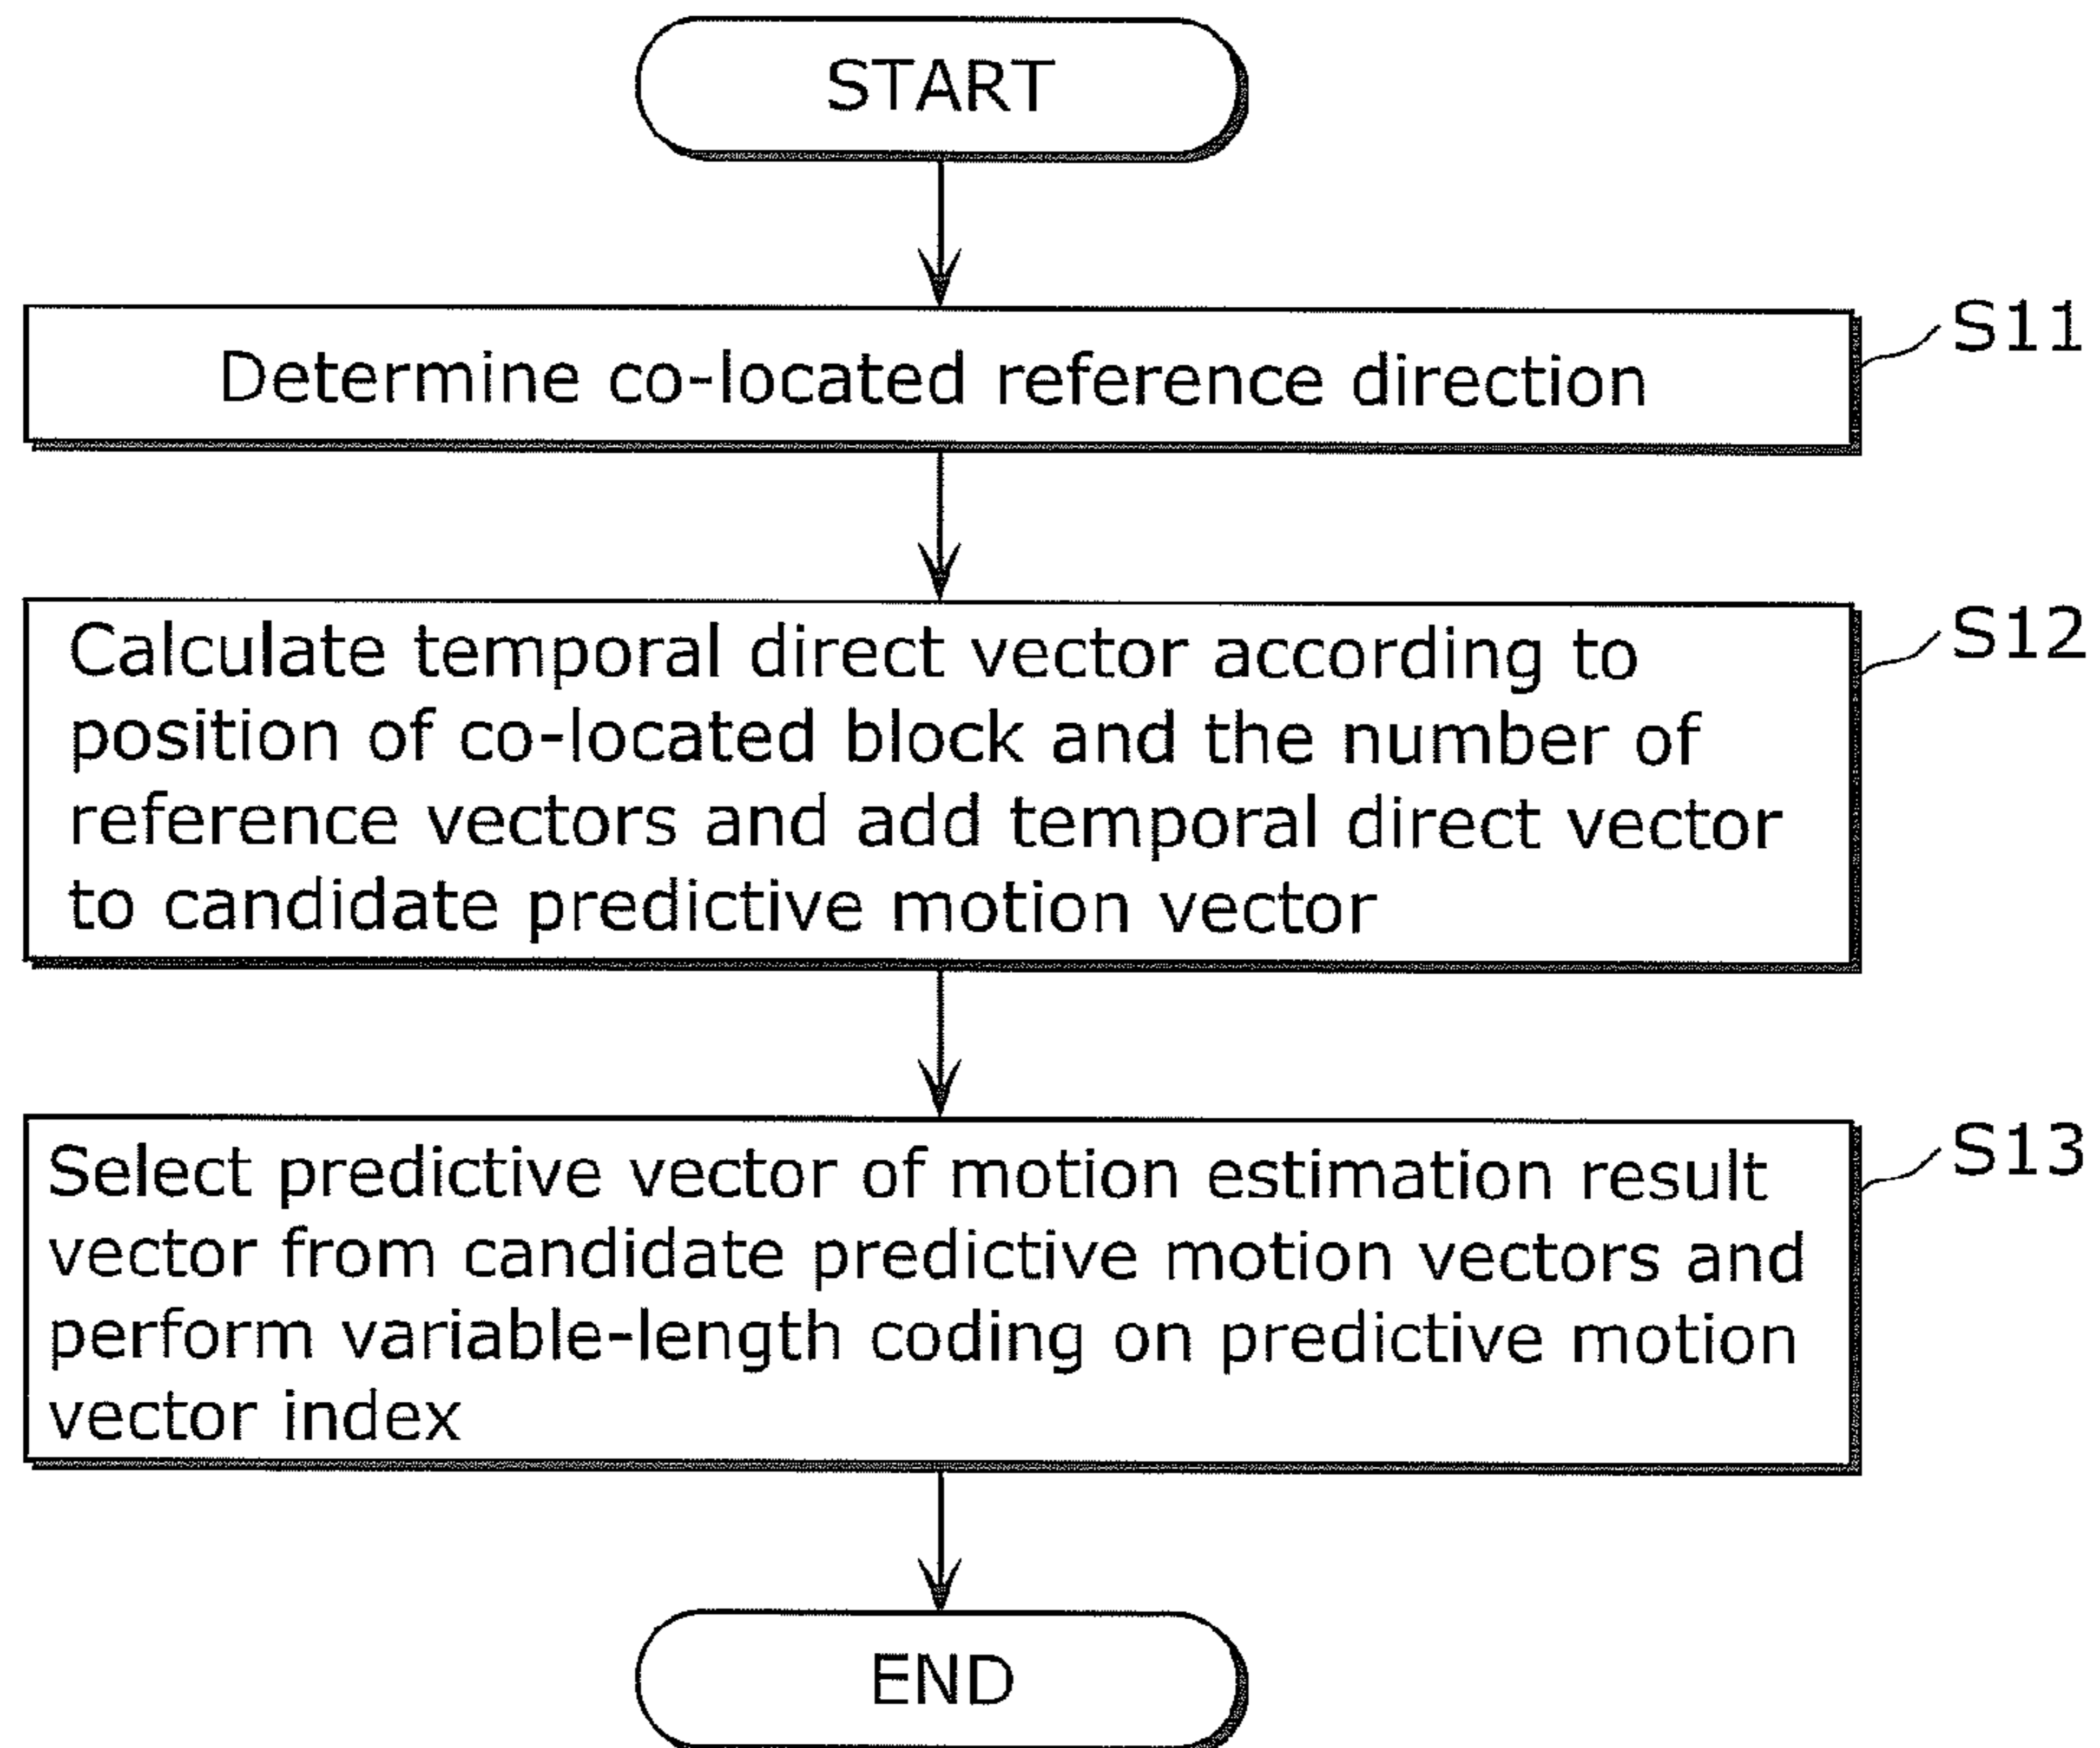 START
Determine co-located reference direction
S11
Calculate temporal direct vector according to
position of co-located block and the number of
reference vectors and add temporal direct vector
to candidate predictive motion vector
S12
Select predictive vector of motion estimation result
vector from candidate predictive motion vectors and
perform variable-length coding on predictive motion
vector index
S13
END